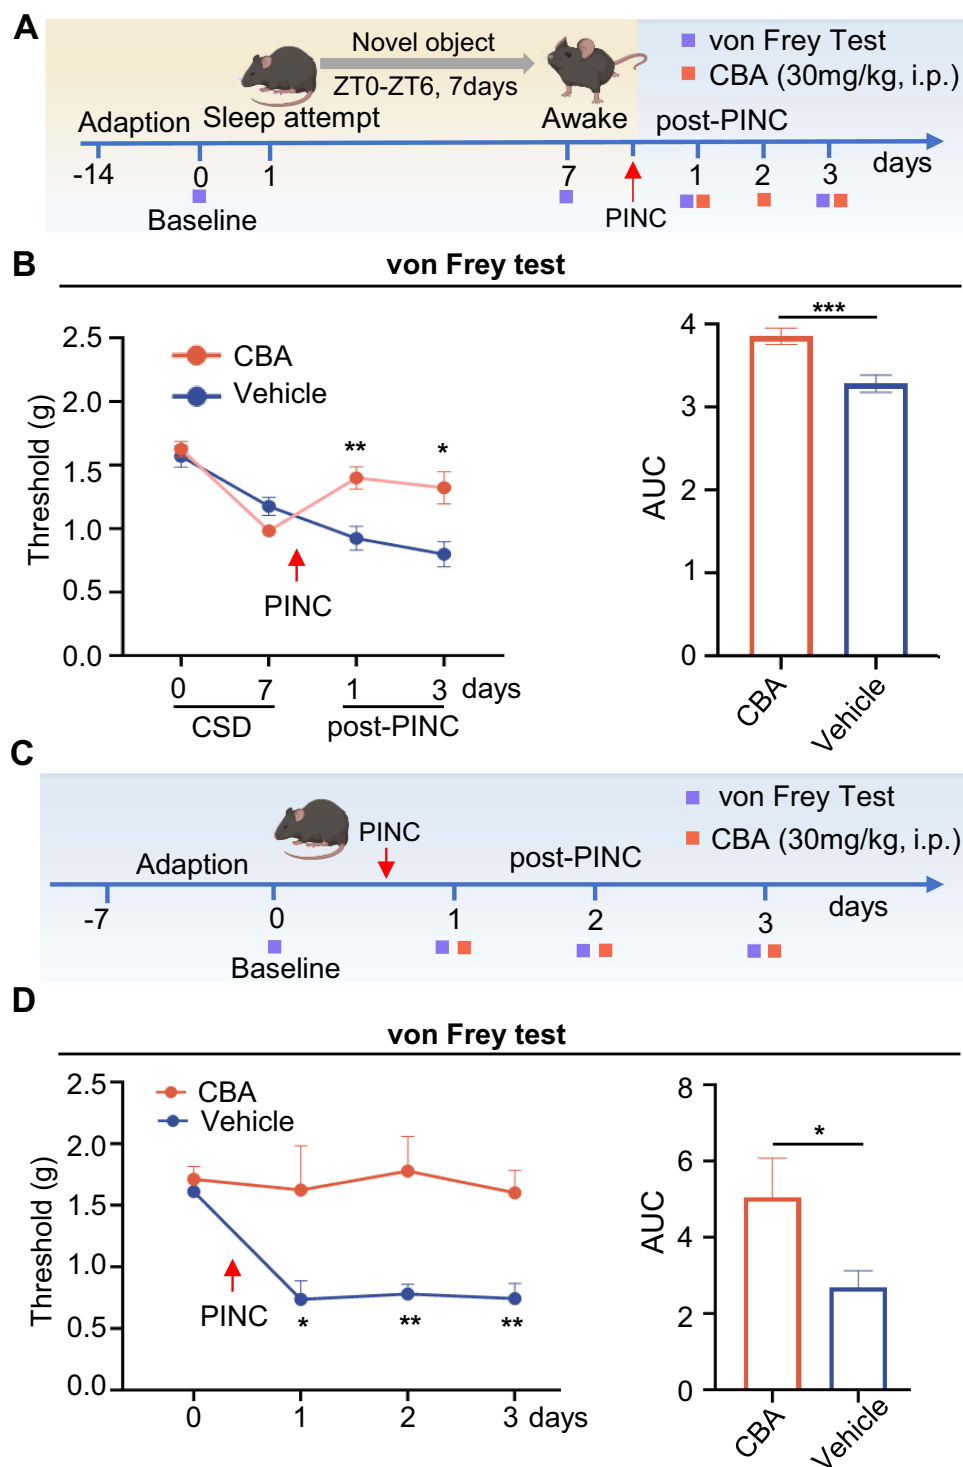 A
Novel object
ZT0-ZT6, 7days
von Frey Test
CBA (30mg/kg, i.p.)
Adaption
Sleep attempt
Awake
post-PINC
-14
0
1
7
1
2
3
days
Baseline
PINC
B
von Frey test
Threshold (g)
2.5
2.0
1.5
1.0
0.5
0.0
CBA
Vehicle
**
*
PINC
0
7
1
3
days
CSD
post-PINC
AUC
4
3
2
1
0
***
CBA
Vehicle
C
von Frey Test
CBA (30mg/kg, i.p.)
PINC
Adaption
post-PINC
-7
0
1
2
3
days
Baseline
D
von Frey test
Threshold (g)
2.5
2.0
1.5
1.0
0.5
0.0
CBA
Vehicle
PINC
*
**
**
0
1
2
3 days
AUC
8
6
4
2
0
*
CBA
Vehicle